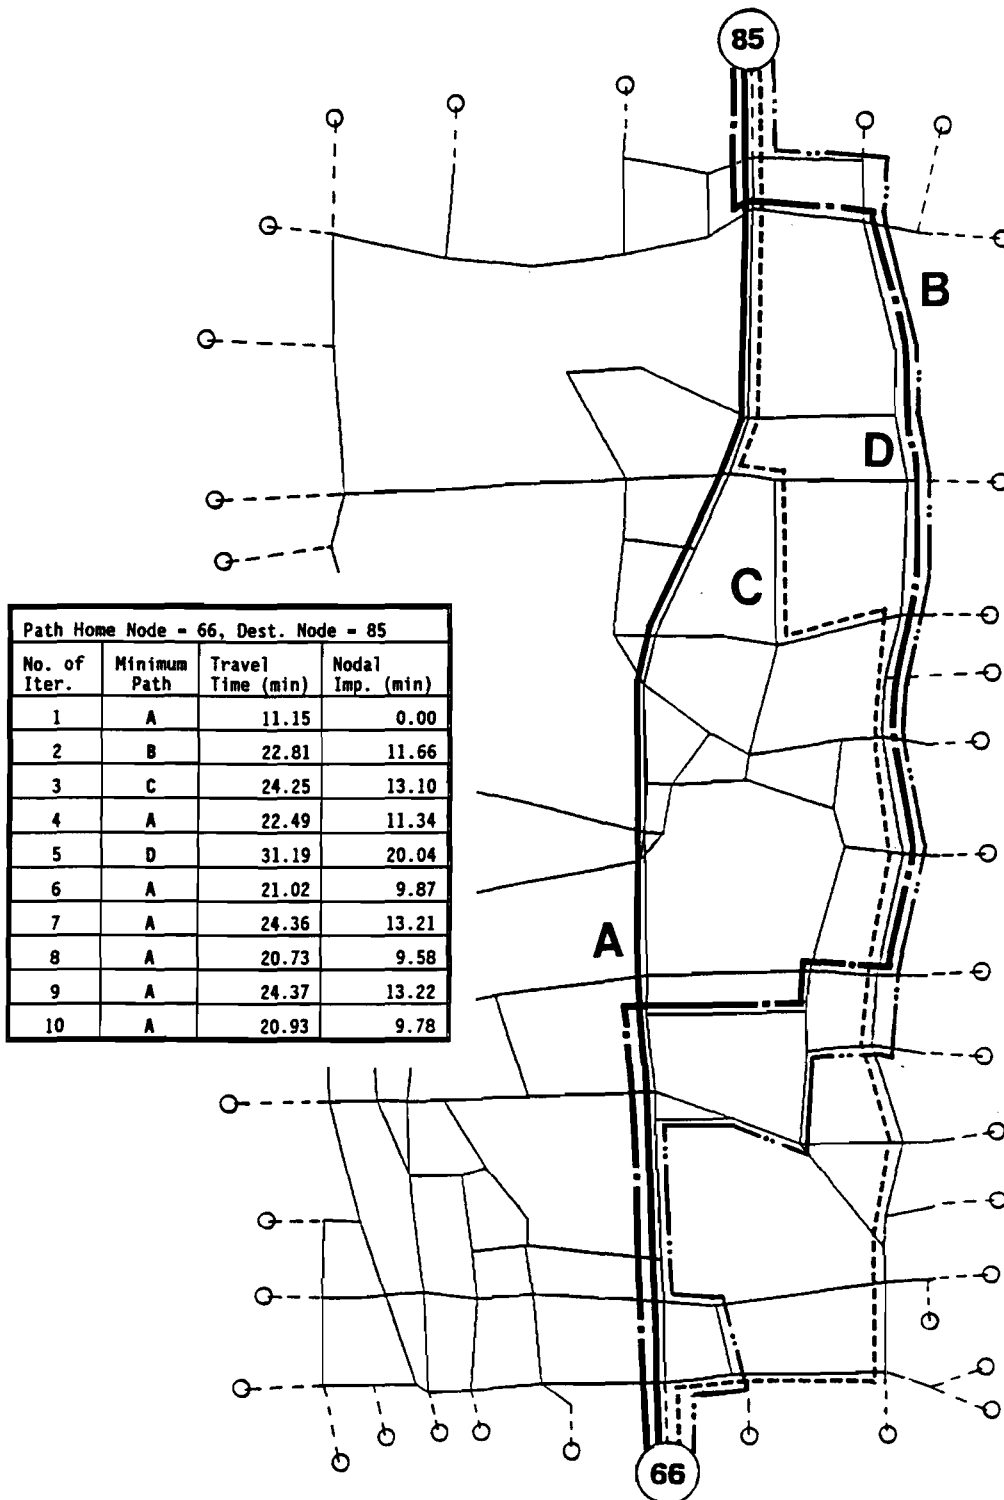 85
B
D
C
Path Home Node = 66, Dest. Node = 85
No. of Iter. Minimum Path Travel Time (min) Nodal Imp. (min)
1 A 11.15 0.00
2 B 22.81 11.66
3 C 24.25 13.10
4 A 22.49 11.34
5 D 31.19 20.04
6 A 21.02 9.87
7 A 24.36 13.21
8 A 20.73 9.58
9 A 24.37 13.22
10 A 20.93 9.78
A
66